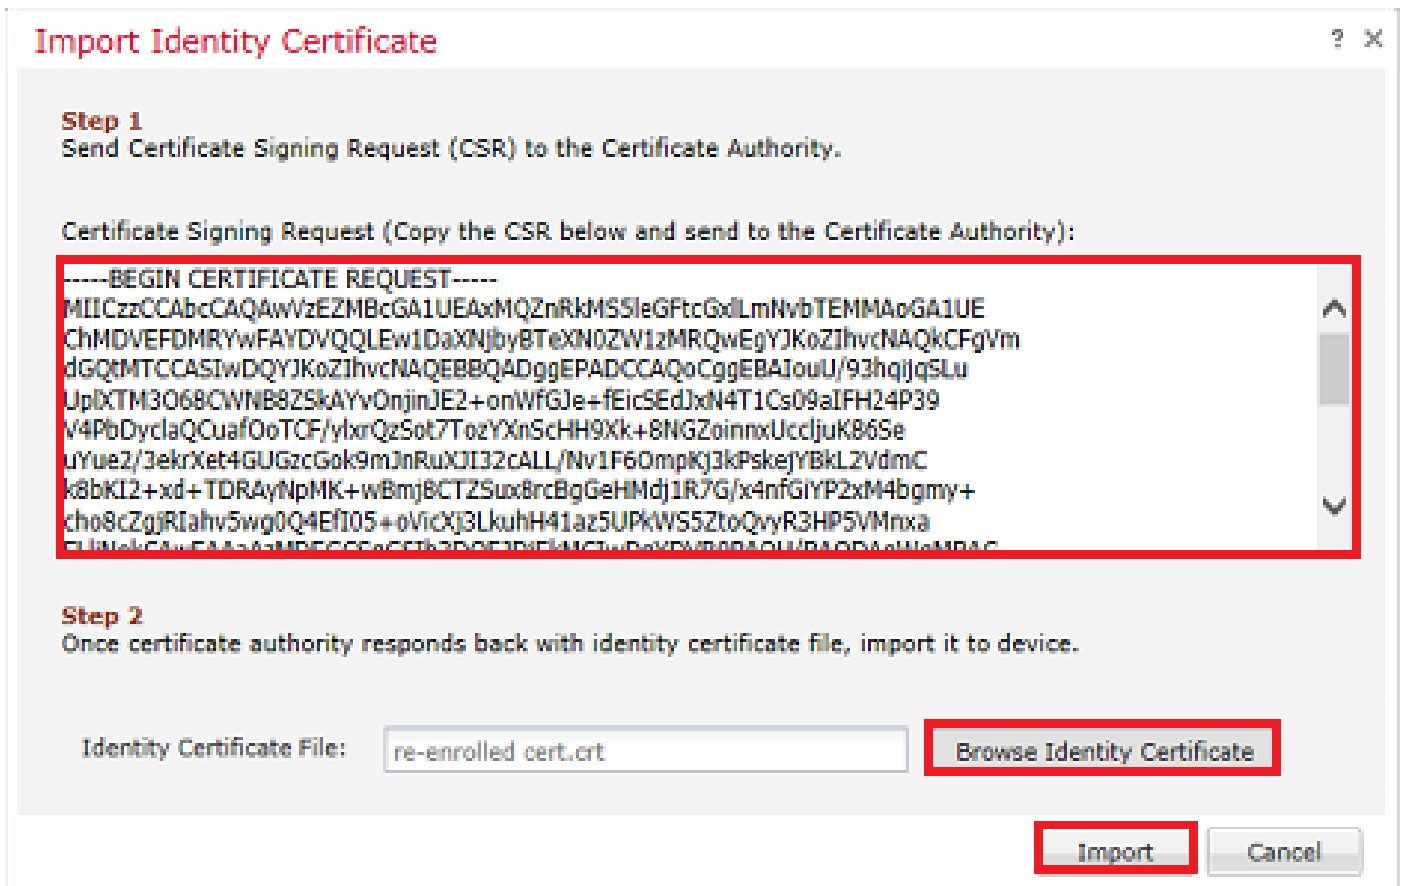 Import Identity Certificate
? X
Step 1
Send Certificate Signing Request (CSR) to the Certificate Authority.
Certificate Signing Request (Copy the CSR below and send to the Certificate Authority):
-----BEGIN CERTIFICATE REQUEST-----
MIICzzCCAbcCAQAwVzEZMBcGA1UEAxMQZnRkMS5leGFtcGxlLmNvbTEMMAoGA1UE
ChMDVEFDMRYwFAYDVQQLEw1DaXNjbyBTeXN0ZW1zMRQwEgYJKoZIhvcNAQkCFgVm
dGQtMTCCASIwDQYJKoZIhvcNAQEBBQADggEPADCCAQoCggEBAIouU/93hqijqSLu
UplXTM3O68CWNB8ZSkAYvOnjinJE2+onWfGJe+fEicSEdJxN4T1Cs09aIFH24P39
V4PbDyclaQCuafOoTCF/ylxrQzSot7TozYXnScHH9Xk+8NGZoinnxUccljuK86Se
uYue2/3ekrXet4GUGzcGok9mJnRuXJI32cALL/Nv1F6OmpKj3kPskejYBkL2VdmC
k8bKI2+xd+TDRAyNpMK+wBmj8CTZSux8rcBgGeHMdj1R7G/x4nfGiYP2xM4bgmy+
cho8cZgjRIahv5wg0Q4EfI05+oVicXj3LkuhH41az5UPkWS5ZtoQvyR3HP5VMnxa
Step 2
Once certificate authority responds back with identity certificate file, import it to device.
Identity Certificate File:
re-enrolled cert.crt
Browse Identity Certificate
Import
Cancel